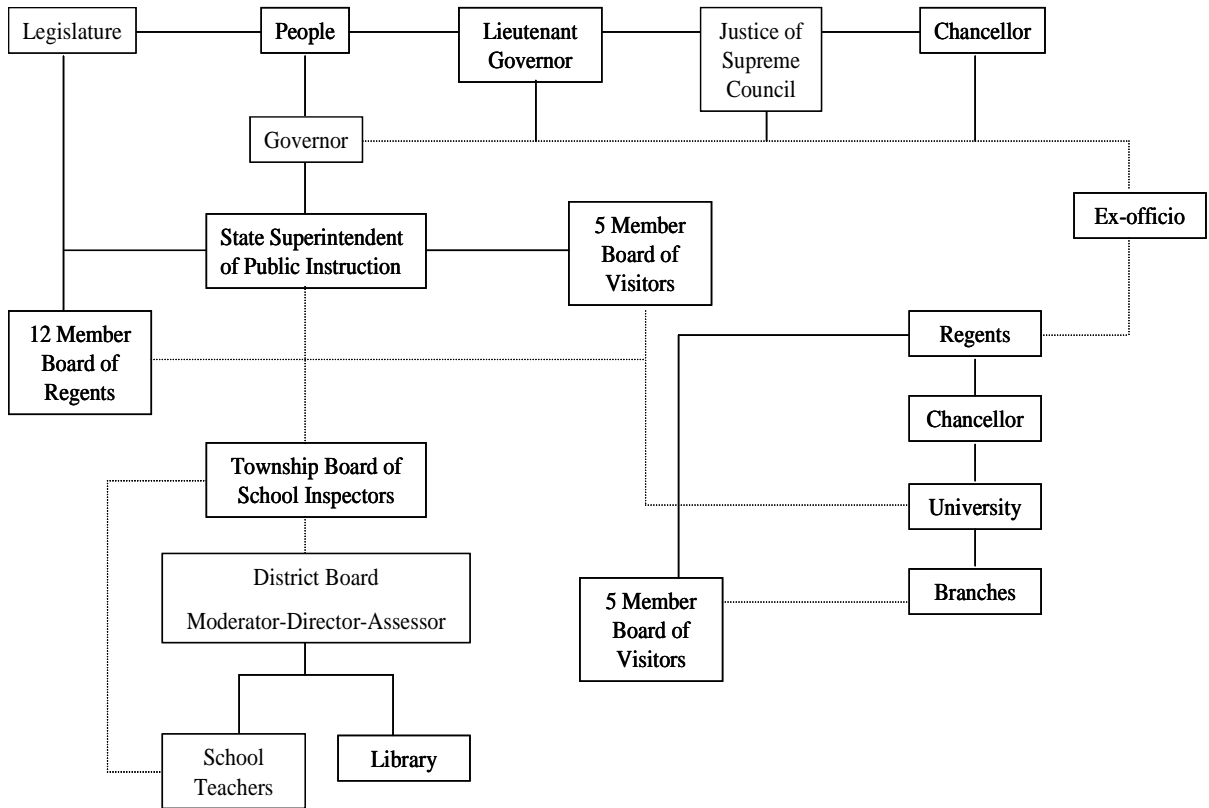 Legislature
People
Lieutenant
Governor
Justice of
Supreme
Council
Chancellor
Governor
Ex-officio
State Superintendent
of Public Instruction
5 Member
Board of
Visitors
12 Member
Board of
Regents
Regents
Chancellor
Township Board of
School Inspectors
University
District Board
Moderator-Director-Assessor
5 Member
Board of
Visitors
Branches
School
Teachers
Library